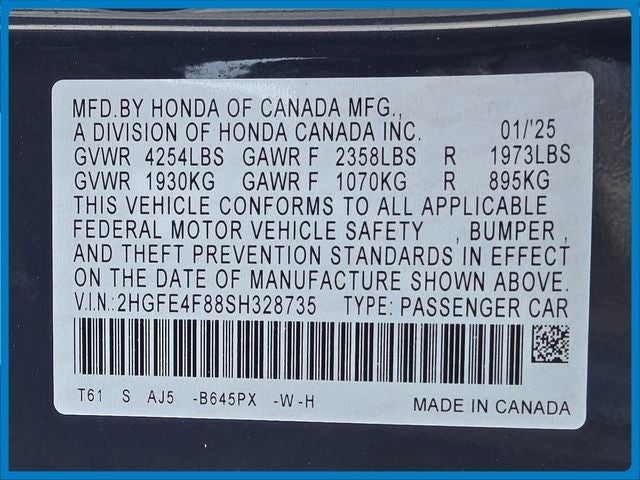 MFD.BY HONDA OF CANADA MFG.,
A DIVISION OF HONDA CANADA INC. 01/'25
GVWR 4254LBS GAWR F 2358LBS R 1973LBS
GVWR 1930KG GAWR F 1070KG R 895KG
THIS VEHICLE CONFORMS TO ALL APPLICABLE
FEDERAL MOTOR VEHICLE SAFETY , BUMPER ,
AND THEFT PREVENTION STANDARDS IN EFFECT
ON THE DATE OF MANUFACTURE SHOWN ABOVE.
V.I.N.:2HGFE4F88SH328735 TYPE: PASSENGER CAR
T61 S AJ5 -B645PX -W-H MADE IN CANADA